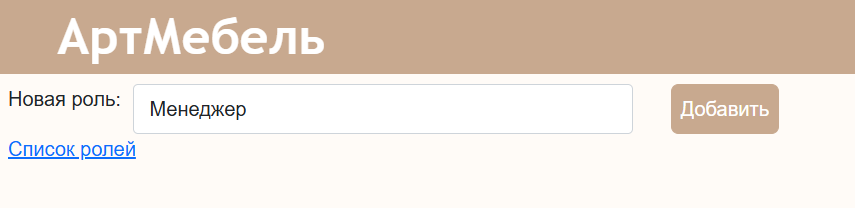 АртМебель
Новая роль: Менеджер Добавить
Список ролей